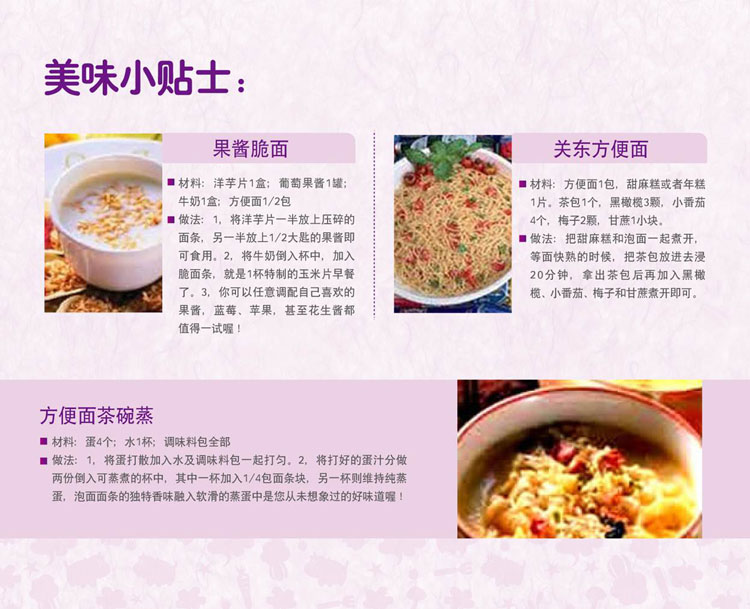 美味小贴士：
果酱脆面
■ 材料：洋芋片1盒；葡萄果酱1罐；
牛奶1盒；方便面1/2包
■ 做法：1，将洋芋片一半放上压碎的
面条，另一半放上1/2大匙的果酱即
可食用。2，将牛奶倒入杯中，加入
脆面条，就是1杯特制的玉米片早餐
了。3，你可以任意调配自己喜欢的
果酱，蓝莓、苹果，甚至花生酱都
值得一试喔！
关东方便面
■ 材料：方便面1包，甜麻糕或者年糕
1片。茶包1个，黑橄榄3颗，小番茄
4个，梅子2颗，甘蔗1小块。
■ 做法：把甜麻糕和泡面一起煮开，
等面快熟的时候，把茶包放进去浸
20分钟，拿出茶包后再加入黑橄
榄、小番茄、梅子和甘蔗煮开即可。
方便面茶碗蒸
■ 材料：蛋4个；水1杯；调味料包全部
■ 做法：1，将蛋打散加入水及调味料包一起打匀。2，将打好的蛋汁分做
两份倒入可蒸煮的杯中，其中一杯加入1/4包面条块，另一杯则维持纯蒸
蛋，泡面面条的独特香味融入软滑的蒸蛋中是您从未想象过的好味道喔！